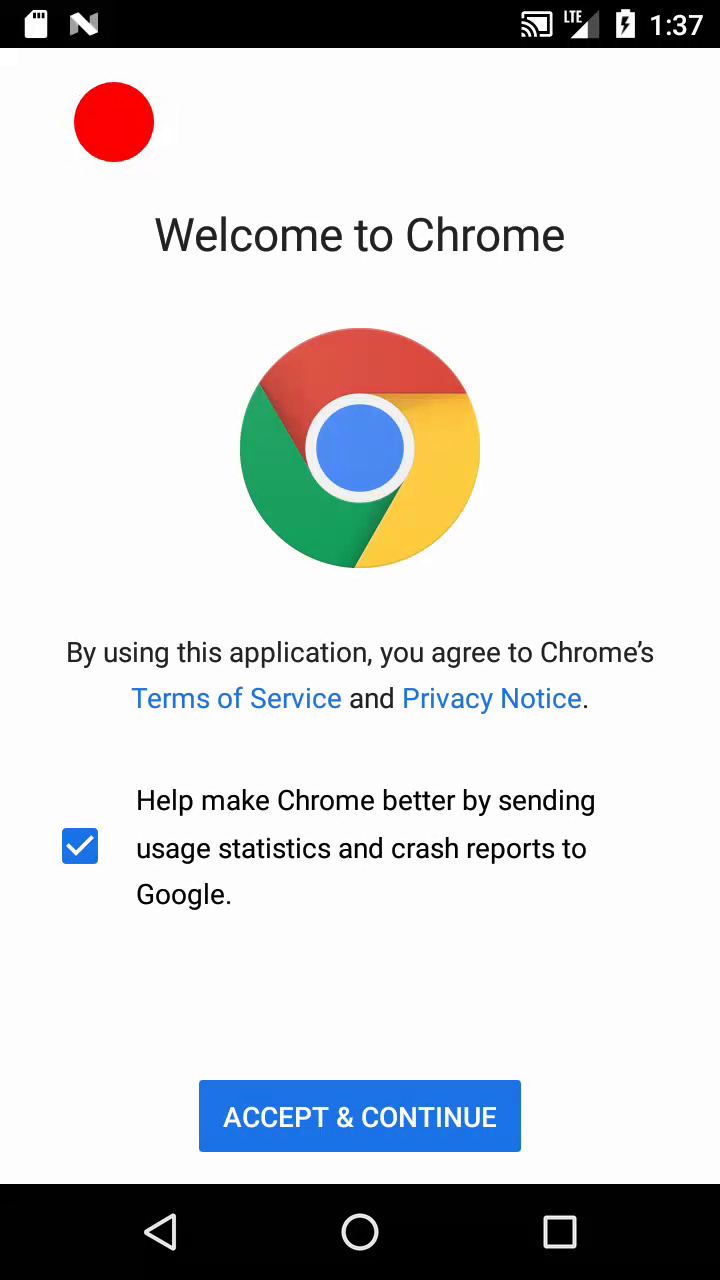 LTE 1:37
Welcome to Chrome
By using this application, you agree to Chrome’s
Terms of Service and Privacy Notice.
Help make Chrome better by sending
usage statistics and crash reports to
Google.
ACCEPT & CONTINUE